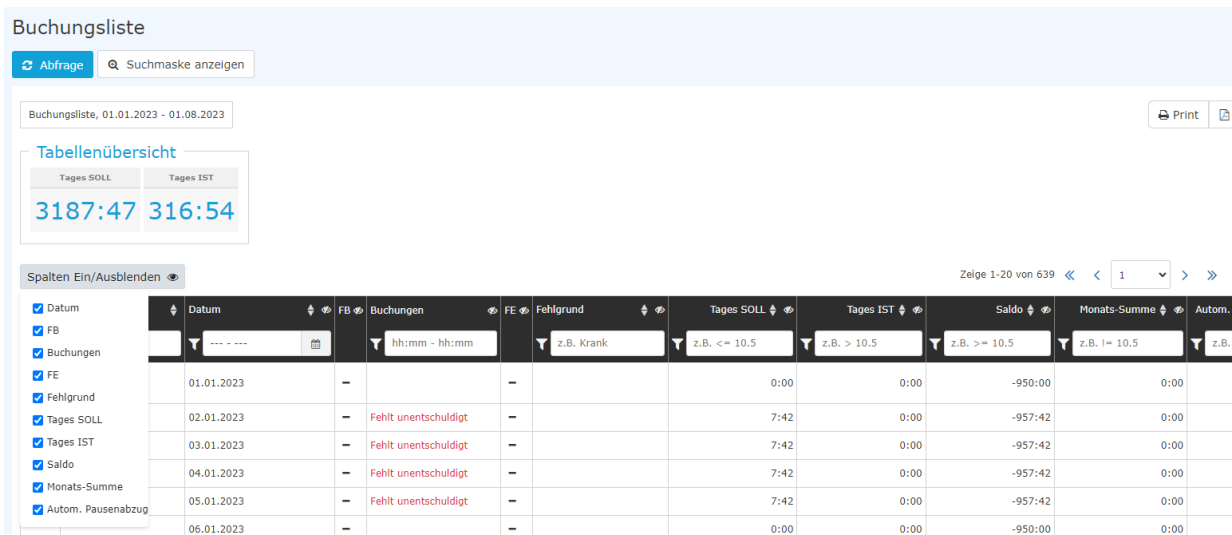 Buchungsliste
Abfrage Suchmaske anzeigen
Buchungsliste, 01.01.2023 - 01.08.2023
Print
Tabellenübersicht
Tages SOLL Tages IST
3187:47 316:54
Spalten Ein/Ausblenden
Zeige 1-20 von 639 « < 1 > »
Datum
FB
Buchungen
FE
Fehlgrund
Tages SOLL
Tages IST
Saldo
Monats-Summe
Autom. Pausenabzug
Datum FB Buchungen FE Fehlgrund Tages SOLL Tages IST Saldo Monats-Summe Autom.
--- - --- hh:mm - hh:mm z.B. Krank z.B. <= 10.5 z.B. > 10.5 z.B. >= 10.5 z.B. != 10.5 z.B.
01.01.2023 – – 0:00 0:00 -950:00 0:00
02.01.2023 – Fehlt unentschuldigt – 7:42 0:00 -957:42 0:00
03.01.2023 – Fehlt unentschuldigt – 7:42 0:00 -957:42 0:00
04.01.2023 – Fehlt unentschuldigt – 7:42 0:00 -957:42 0:00
05.01.2023 – Fehlt unentschuldigt – 7:42 0:00 -957:42 0:00
06.01.2023 – – 0:00 0:00 -950:00 0:00